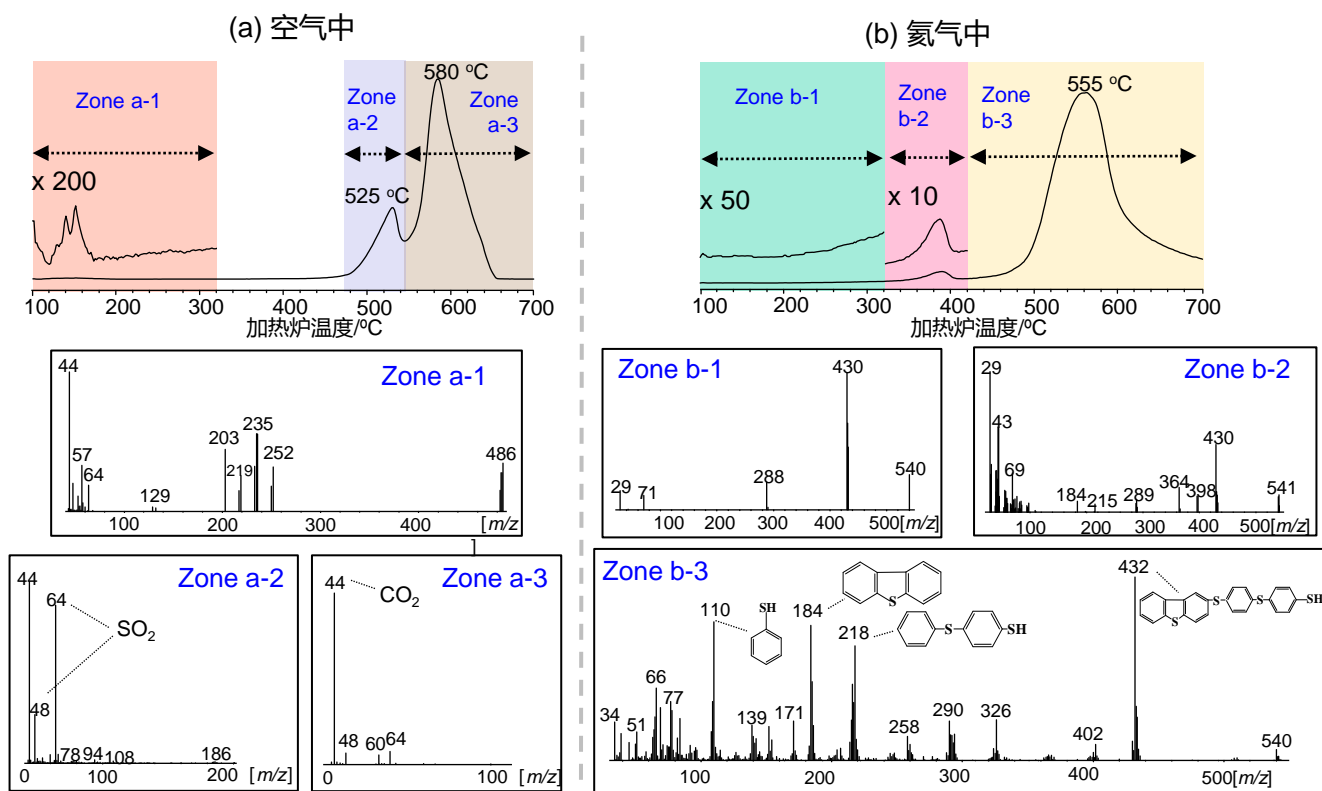 (a) 空气中
(b) 氦气中
Zone a-1
x 200
Zone
a-2
525 ºC
580 ºC
Zone
a-3
100 200 300 400 500 600 700
加热炉温度/ºC
Zone b-1
x 50
Zone
b-2
x 10
Zone
b-3
555 ºC
100 200 300 400 500 600 700
加热炉温度/ºC
Zone a-1
44
57
64
129
203
219
235
252
486
100 200 300 400 [m/z]
]
Zone b-1
29
71
288
430
540
100 200 300 400 500[m/z]
Zone b-2
29
43
69
184
215
289
364
398
430
541
100 200 300 400 500[m/z]
Zone a-2
44
64
SO2
48
78
94
108
186
0 100 200 [m/z]
Zone a-3
44
CO2
48
60
64
0 100 [m/z]
Zone b-3
34
51
66
77
110
SH
139
171
184
S
218
S
SH
258
290
326
402
432
S
S
S
SH
540
100 200 300 400 500[m/z]